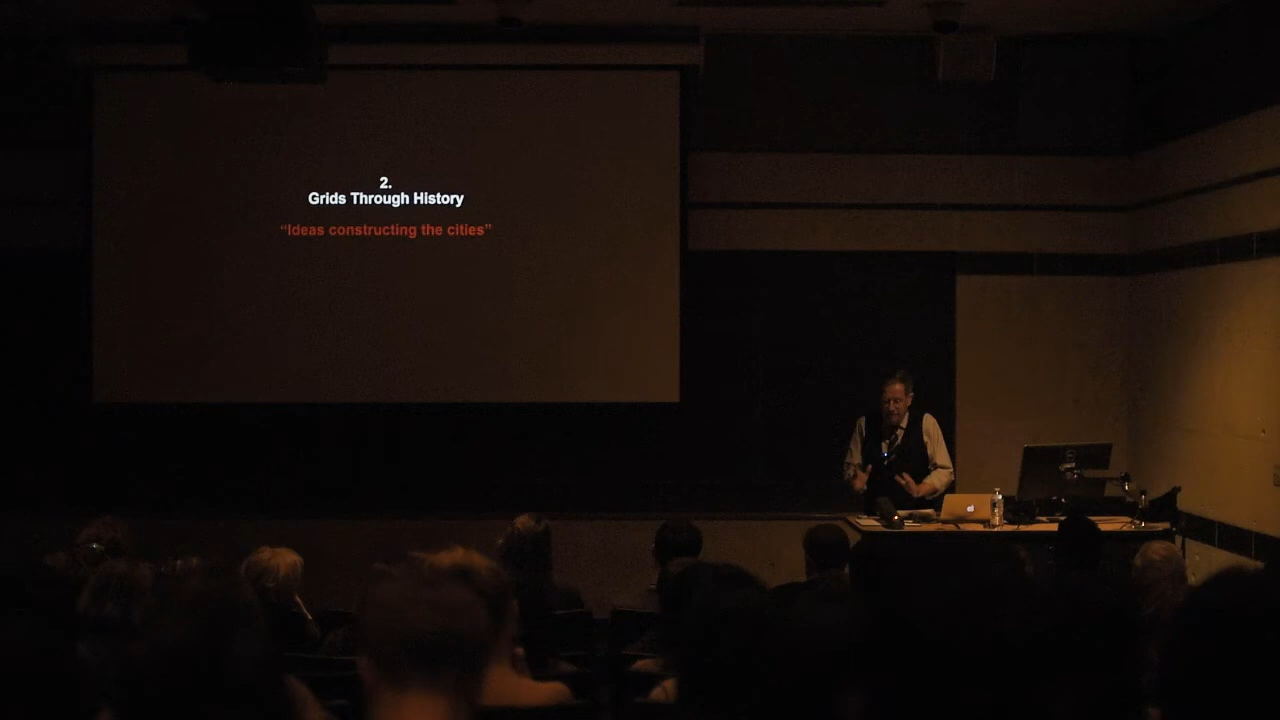 2.
Grids Through History
“Ideas constructing the cities”